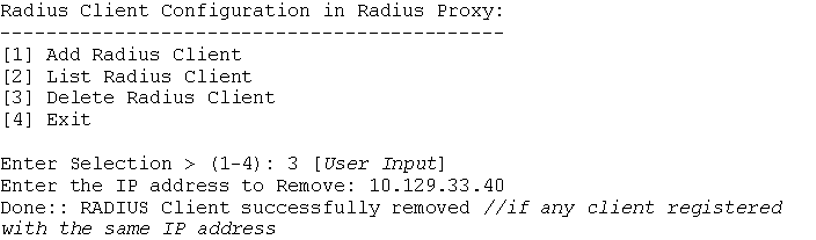 Radius Client Configuration in Radius Proxy:
--------------------------------------------
[1] Add Radius Client
[2] List Radius Client
[3] Delete Radius Client
[4] Exit
Enter Selection > (1-4): 3 [User Input]
Enter the IP address to Remove: 10.129.33.40
Done:: RADIUS Client successfully removed //if any client registered
with the same IP address